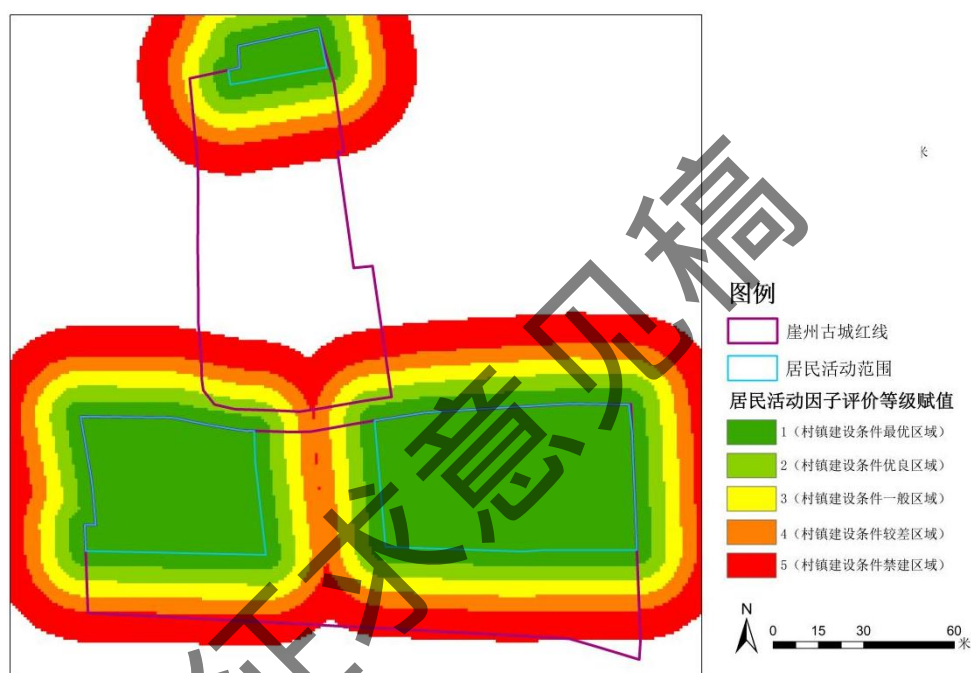 米
图例
崖州古城红线
居民活动范围
居民活动因子评价等级赋值
1（村镇建设条件最优区域）
2（村镇建设条件优良区域）
3（村镇建设条件一般区域）
4（村镇建设条件较差区域）
5（村镇建设条件禁建区域）
N
0 15 30 60
米
征求意见稿